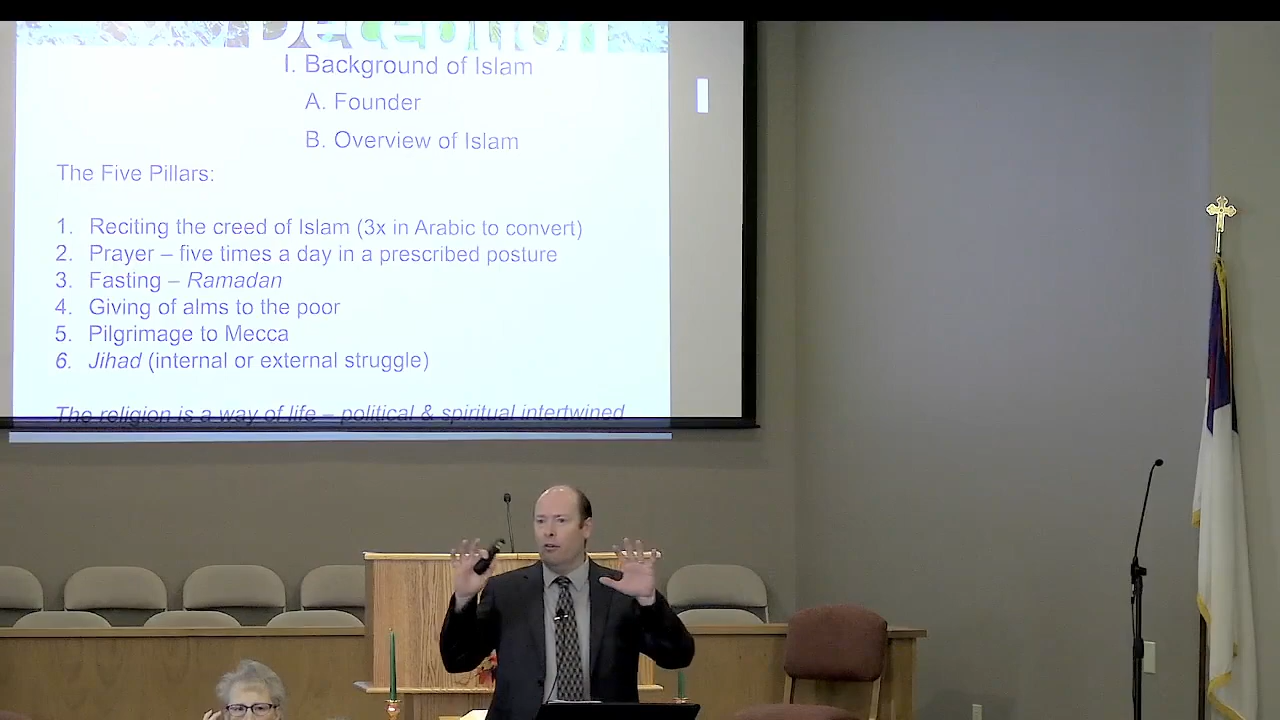 Deception
I. Background of Islam
A. Founder
B. Overview of Islam
The Five Pillars:
1. Reciting the creed of Islam (3x in Arabic to convert)
2. Prayer – five times a day in a prescribed posture
3. Fasting – Ramadan
4. Giving of alms to the poor
5. Pilgrimage to Mecca
6. Jihad (internal or external struggle)
The religion is a way of life – political & spiritual intertwined